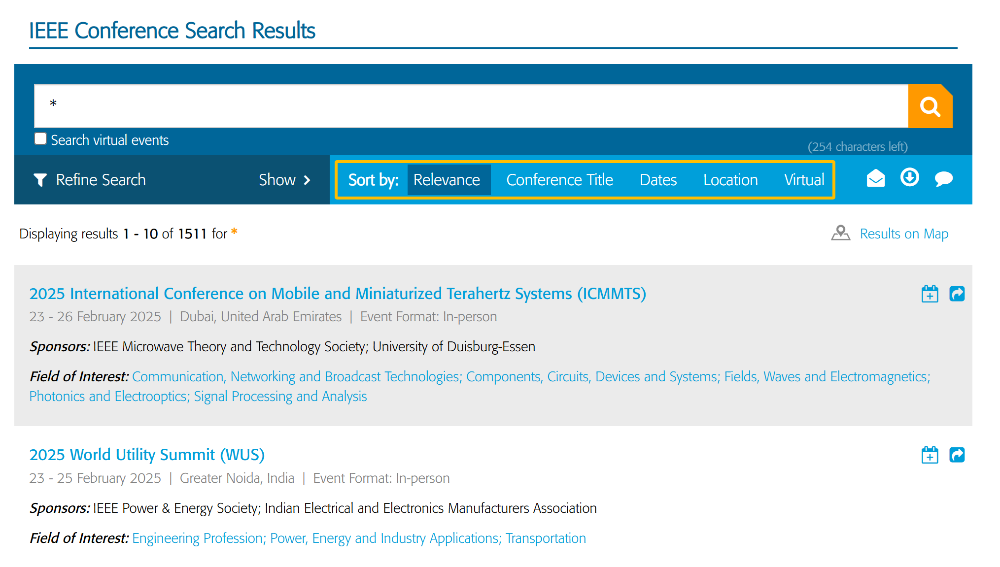 IEEE Conference Search Results
*
Search virtual events
(254 characters left)
Refine Search Show Sort by: Relevance Conference Title Dates Location Virtual
Displaying results 1 - 10 of 1511 for * Results on Map
2025 International Conference on Mobile and Miniaturized Terahertz Systems (ICMMTS)
23 - 26 February 2025 | Dubai, United Arab Emirates | Event Format: In-person
Sponsors: IEEE Microwave Theory and Technology Society; University of Duisburg-Essen
Field of Interest: Communication, Networking and Broadcast Technologies; Components, Circuits, Devices and Systems; Fields, Waves and Electromagnetics;
Photonics and Electrooptics; Signal Processing and Analysis
2025 World Utility Summit (WUS)
23 - 25 February 2025 | Greater Noida, India | Event Format: In-person
Sponsors: IEEE Power & Energy Society; Indian Electrical and Electronics Manufacturers Association
Field of Interest: Engineering Profession; Power, Energy and Industry Applications; Transportation